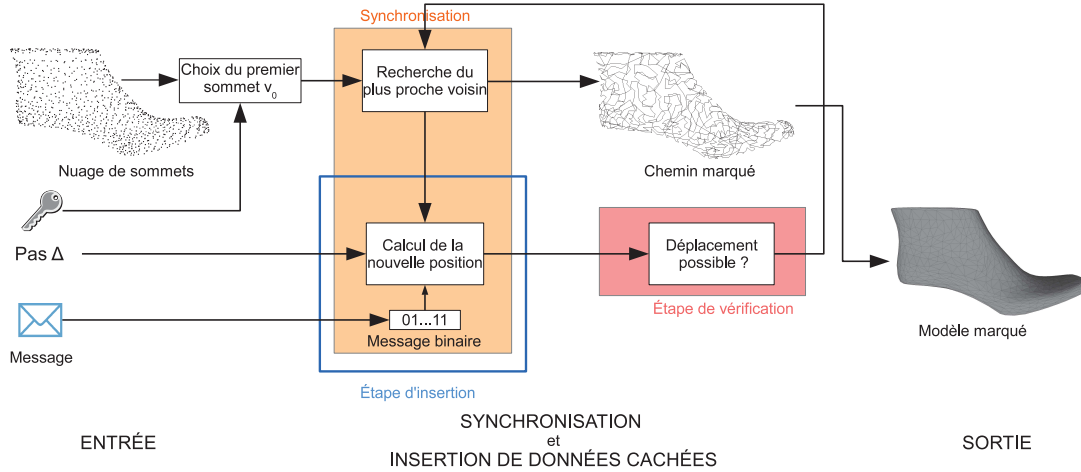 Synchronisation
Choix du premier
sommet v0
Recherche du
plus proche voisin
Nuage de sommets
Chemin marqué
Pas Δ
Calcul de la
nouvelle position
Déplacement
possible ?
Étape de vérification
01...11
Message binaire
Message
Modèle marqué
Étape d'insertion
ENTRÉE
SYNCHRONISATION
et
INSERTION DE DONNÉES CACHÉES
SORTIE